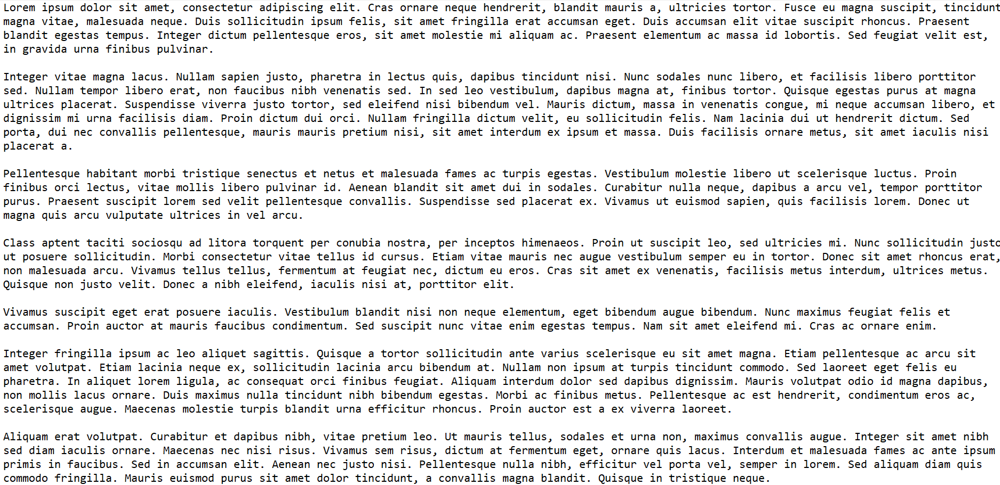 Lorem ipsum dolor sit amet, consectetur adipiscing elit. Cras ornare neque hendrerit, blandit mauris a, ultricies tortor. Fusce eu magna suscipit, tincidunt
magna vitae, malesuada neque. Duis sollicitudin ipsum felis, sit amet fringilla erat accumsan eget. Duis accumsan elit vitae suscipit rhoncus. Praesent
blandit egestas tempus. Integer dictum pellentesque eros, sit amet molestie mi aliquam ac. Praesent elementum ac massa id lobortis. Sed feugiat velit est,
in gravida urna finibus pulvinar.

Integer vitae magna lacus. Nullam sapien justo, pharetra in lectus quis, dapibus tincidunt nisi. Nunc sodales nunc libero, et facilisis libero porttitor
sed. Nullam tempor libero erat, non faucibus nibh venenatis sed. In sed leo vestibulum, dapibus magna at, finibus tortor. Quisque egestas purus at magna
ultrices placerat. Suspendisse viverra justo tortor, sed eleifend nisi bibendum vel. Mauris dictum, massa in venenatis congue, mi neque accumsan libero, et
dignissim mi urna facilisis diam. Proin dictum dui orci. Nullam fringilla dictum velit, eu sollicitudin felis. Nam lacinia dui ut hendrerit dictum. Sed
porta, dui nec convallis pellentesque, mauris mauris pretium nisi, sit amet interdum ex ipsum et massa. Duis facilisis ornare metus, sit amet iaculis nisi
placerat a.

Pellentesque habitant morbi tristique senectus et netus et malesuada fames ac turpis egestas. Vestibulum molestie libero ut scelerisque luctus. Proin
finibus orci lectus, vitae mollis libero pulvinar id. Aenean blandit sit amet dui in sodales. Curabitur nulla neque, dapibus a arcu vel, tempor porttitor
purus. Praesent suscipit lorem sed velit pellentesque convallis. Suspendisse sed placerat ex. Vivamus ut euismod sapien, quis facilisis lorem. Donec ut
magna quis arcu vulputate ultrices in vel arcu.

Class aptent taciti sociosqu ad litora torquent per conubia nostra, per inceptos himenaeos. Proin ut suscipit leo, sed ultricies mi. Nunc sollicitudin justo
ut posuere sollicitudin. Morbi consectetur vitae tellus id cursus. Etiam vitae mauris nec augue vestibulum semper eu in tortor. Donec sit amet rhoncus erat,
non malesuada arcu. Vivamus tellus tellus, fermentum at feugiat nec, dictum eu eros. Cras sit amet ex venenatis, facilisis metus interdum, ultrices metus.
Quisque non justo velit. Donec a nibh eleifend, iaculis nisi at, porttitor elit.

Vivamus suscipit eget erat posuere iaculis. Vestibulum blandit nisi non neque elementum, eget bibendum augue bibendum. Nunc maximus feugiat felis et
accumsan. Proin auctor at mauris faucibus condimentum. Sed suscipit nunc vitae enim egestas tempus. Nam sit amet eleifend mi. Cras ac ornare enim.

Integer fringilla ipsum ac leo aliquet sagittis. Quisque a tortor sollicitudin ante varius scelerisque eu sit amet magna. Etiam pellentesque ac arcu sit
amet volutpat. Etiam lacinia neque ex, sollicitudin lacinia arcu bibendum at. Nullam non ipsum at turpis tincidunt commodo. Sed laoreet eget felis eu
pharetra. In aliquet lorem ligula, ac consequat orci finibus feugiat. Aliquam interdum dolor sed dapibus dignissim. Mauris volutpat odio id magna dapibus,
non mollis lacus ornare. Duis maximus nulla tincidunt nibh bibendum egestas. Morbi ac finibus metus. Pellentesque ac est hendrerit, condimentum eros ac,
scelerisque augue. Maecenas molestie turpis blandit urna efficitur rhoncus. Proin auctor est a ex viverra laoreet.

Aliquam erat volutpat. Curabitur et dapibus nibh, vitae pretium leo. Ut mauris tellus, sodales et urna non, maximus convallis augue. Integer sit amet nibh
sed diam iaculis ornare. Maecenas nec nisi risus. Vivamus sem risus, dictum at fermentum eget, ornare quis lacus. Interdum et malesuada fames ac ante ipsum
primis in faucibus. Sed in accumsan elit. Aenean nec justo nisi. Pellentesque nulla nibh, efficitur vel porta vel, semper in lorem. Sed aliquam diam quis
commodo fringilla. Mauris euismod purus sit amet dolor tincidunt, a convallis magna blandit. Quisque in tristique neque.